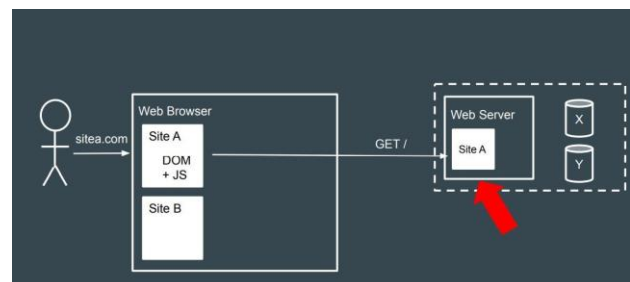 sitea.com
Web Browser
Site A
DOM
+ JS
Site B
GET /
Web Server
Site A
X
Y